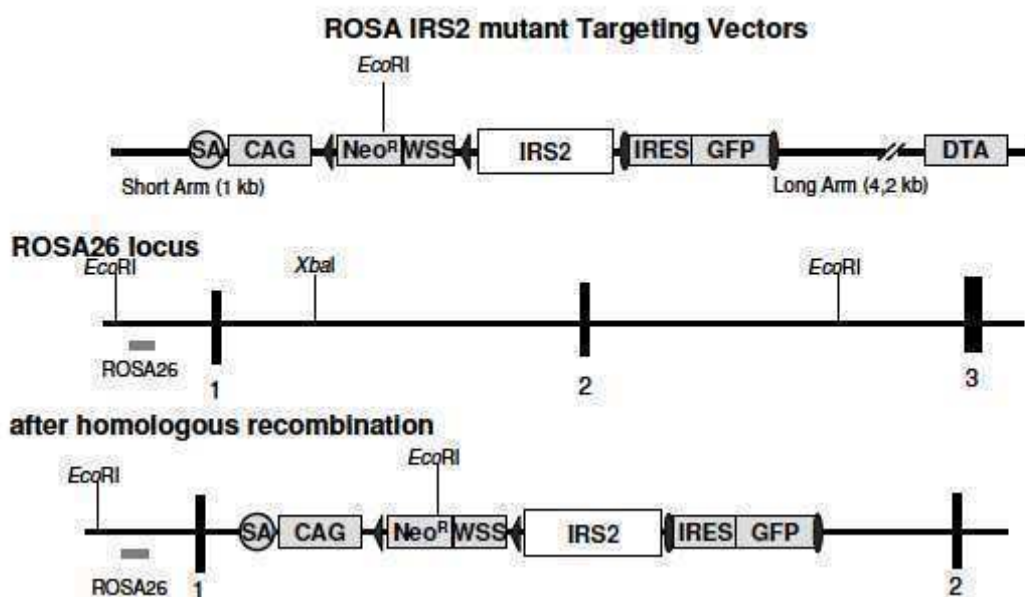 ROSA IRS2 mutant Targeting Vectors
EcoRI
SA CAG Neo^R WSS IRS2 IRES GFP DTA
Short Arm (1 kb) Long Arm (4,2 kb)
ROSA26 locus
EcoRI XbaI EcoRI
ROSA26
1 2 3
after homologous recombination
EcoRI EcoRI
SA CAG Neo^R WSS IRS2 IRES GFP
ROSA26 1 2